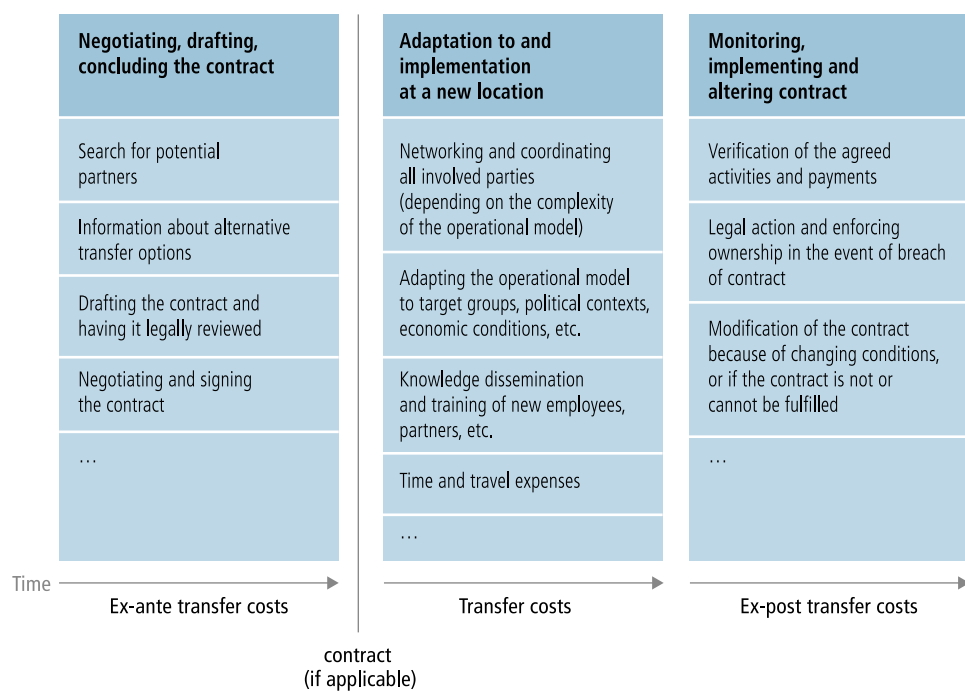 Negotiating, drafting,
concluding the contract
Search for potential
partners
Information about alternative
transfer options
Drafting the contract and
having it legally reviewed
Negotiating and signing
the contract
…
Adaptation to and
implementation
at a new location
Networking and coordinating
all involved parties
(depending on the complexity
of the operational model)
Adapting the operational model
to target groups, political contexts,
economic conditions, etc.
Knowledge dissemination
and training of new employees,
partners, etc.
Time and travel expenses
…
Monitoring,
implementing and
altering contract
Verification of the agreed
activities and payments
Legal action and enforcing
ownership in the event of breach
of contract
Modification of the contract
because of changing conditions,
or if the contract is not or
cannot be fulfilled
…
Time
Ex-ante transfer costs
Transfer costs
Ex-post transfer costs
contract
(if applicable)